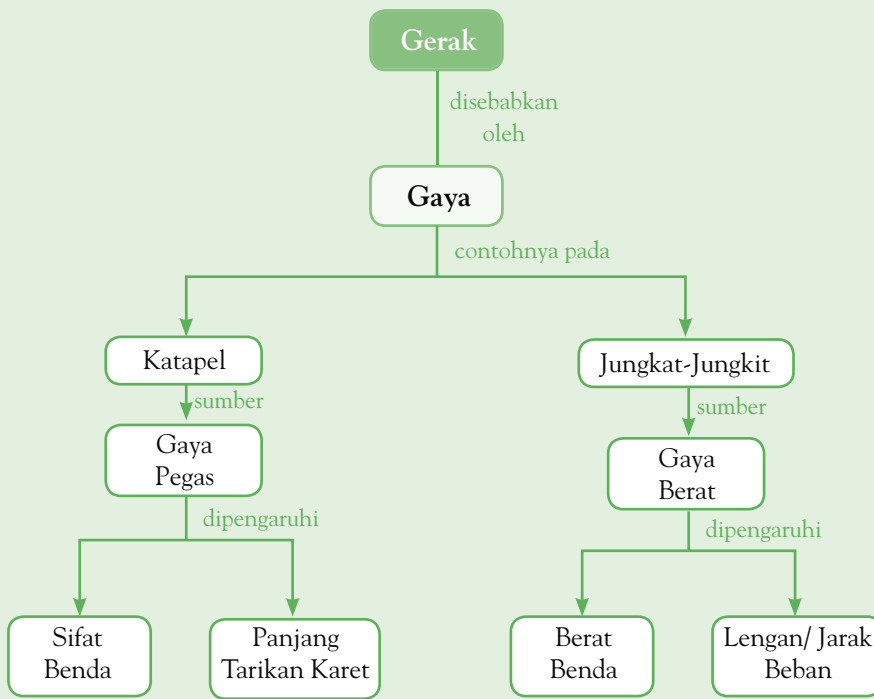 Gerak
disebabkan
oleh
Gaya
contohnya pada
Katapel
Jungkat-Jungkit
sumber
sumber
Gaya
Pegas
Gaya
Berat
dipengaruhi
dipengaruhi
Sifat
Benda
Panjang
Tarikan Karet
Berat
Benda
Lengan/ Jarak
Beban